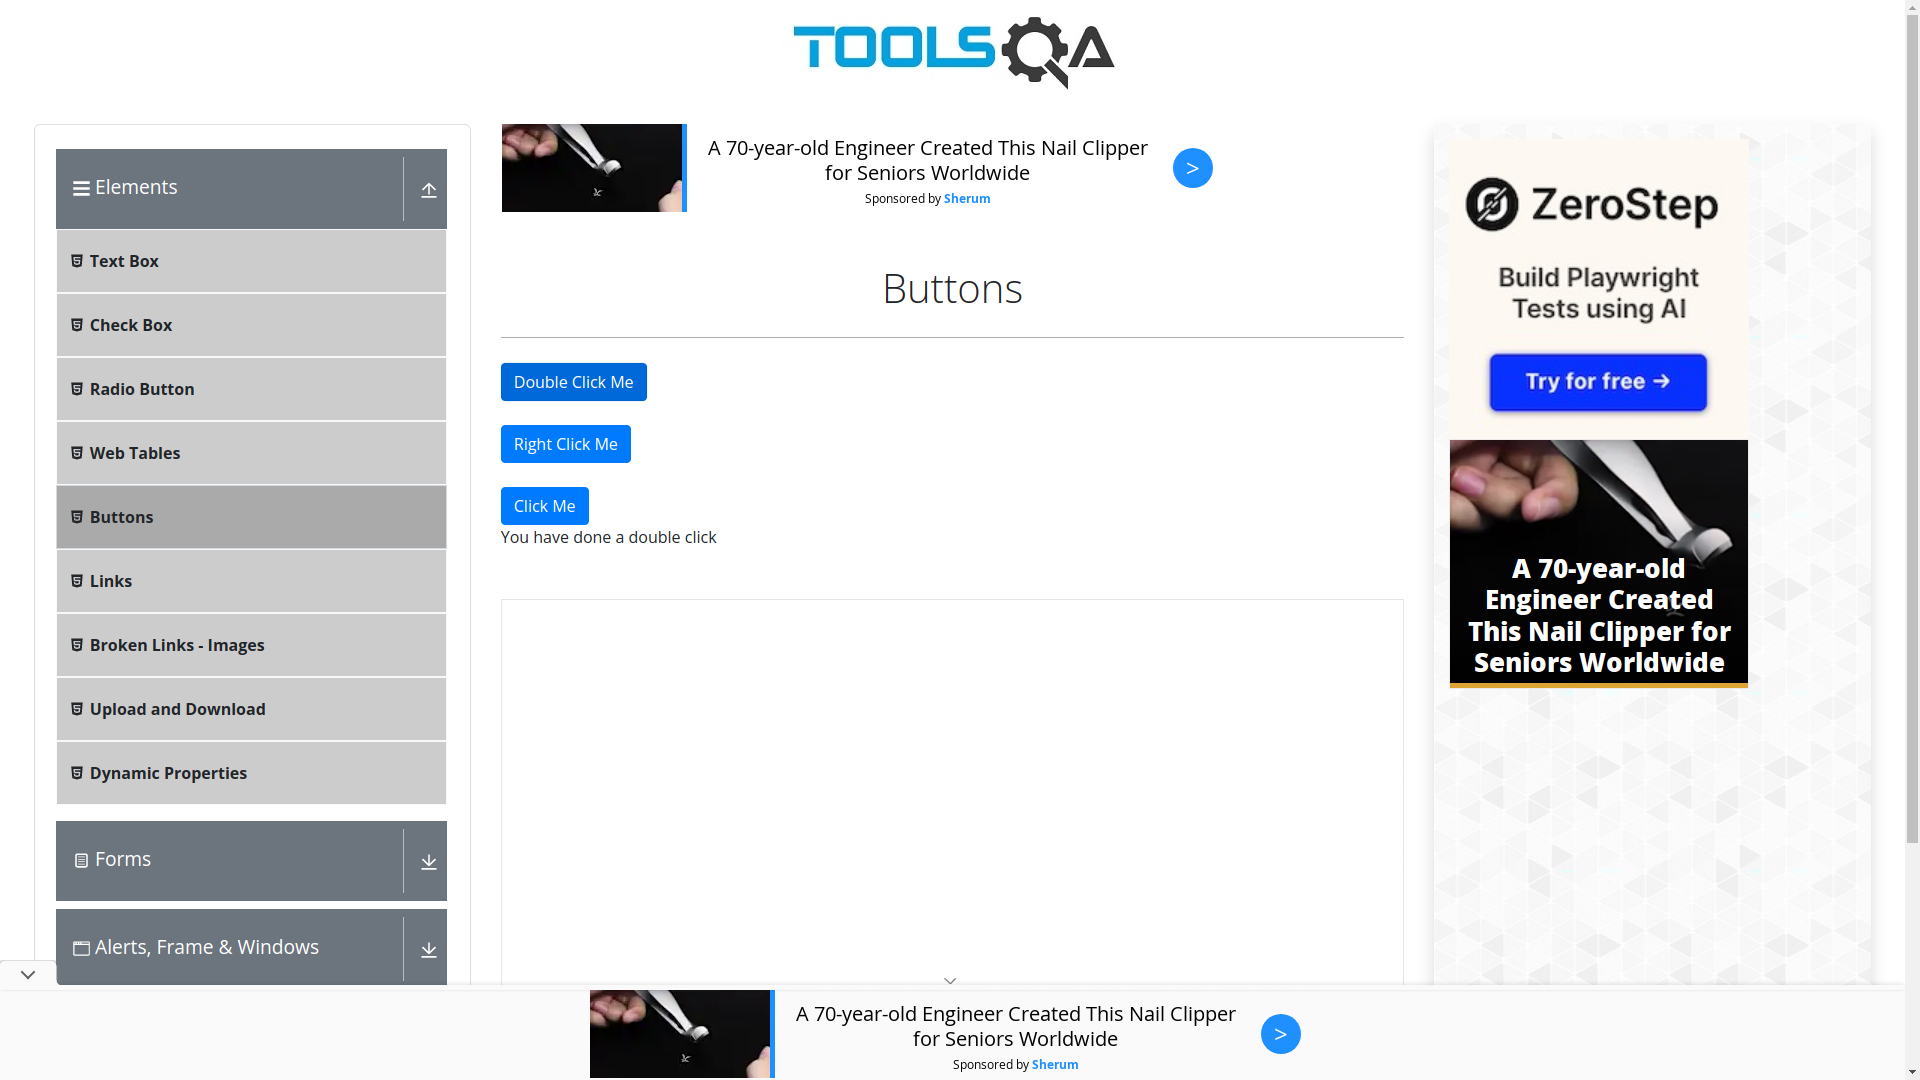 TOOLSQA
Elements
Text Box
Check Box
Radio Button
Web Tables
Buttons
Links
Broken Links - Images
Upload and Download
Dynamic Properties
Forms
Alerts, Frame & Windows
A 70-year-old Engineer Created This Nail Clipper
for Seniors Worldwide
Sponsored by Sherum
>
Buttons
Double Click Me
Right Click Me
Click Me
You have done a double click
ZeroStep
Build Playwright
Tests using AI
Try for free →
A 70-year-old
Engineer Created
This Nail Clipper for
Seniors Worldwide
A 70-year-old Engineer Created This Nail Clipper
for Seniors Worldwide
Sponsored by Sherum
>